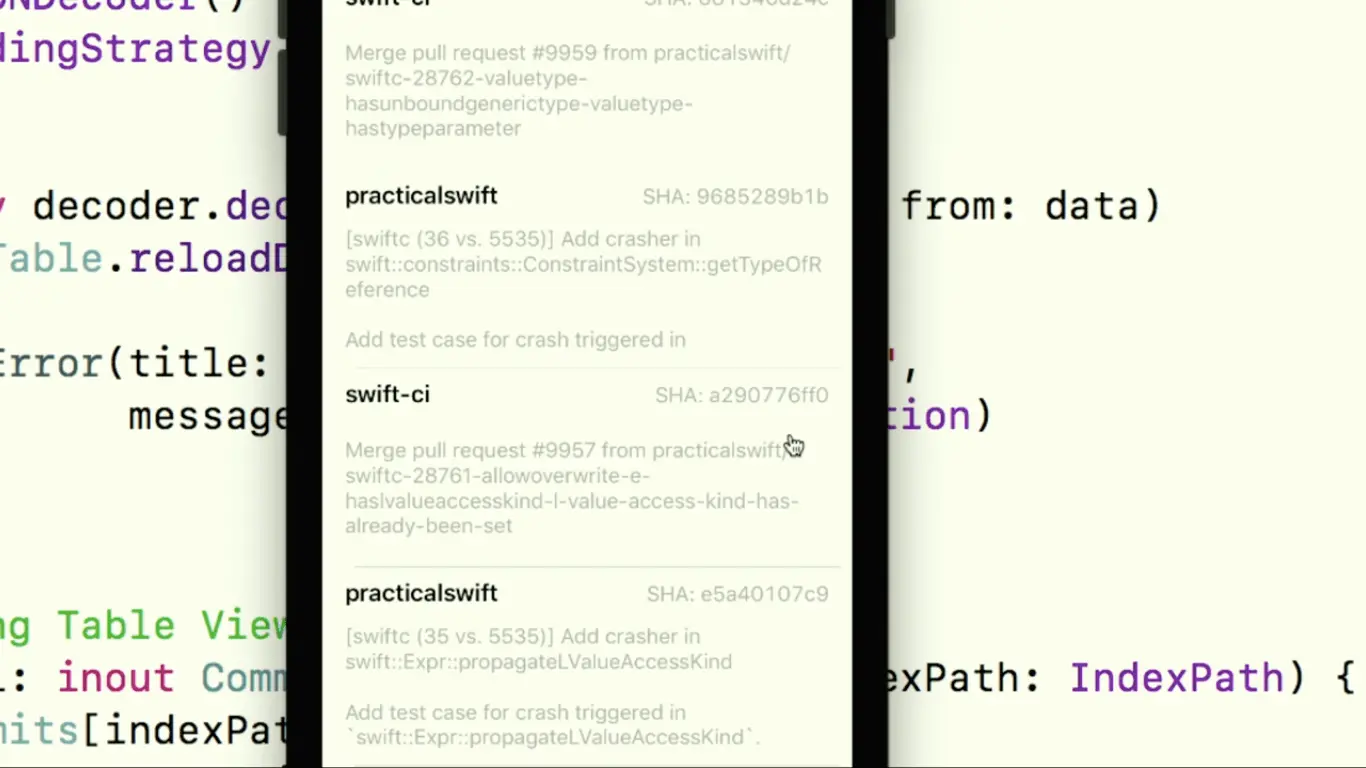 NDecoder()
swift-ci
dingStrategy
Merge pull request #9959 from practicalswift/
swiftc-28762-valuetype-
hasunboundgenerictype-valuetype-
hastypeparameter
y decoder.dec
from: data)
practicalswift SHA: 9685289b1b
[swiftc (36 vs. 5535)] Add crasher in
swift::constraints::ConstraintSystem::getTypeOfR
eference
Table.reloadD
Add test case for crash triggered in
Error(title:
",
swift-ci SHA: a290776ff0
message
tion)
Merge pull request #9957 from practicalswift/
swiftc-28761-allowoverwrite-e-
haslvalueaccesskind-l-value-access-kind-has-
already-been-set
practicalswift SHA: e5a40107c9
ng Table View
[swiftc (35 vs. 5535)] Add crasher in
swift::Expr::propagateLValueAccessKind
l: inout Comm
exPath: IndexPath) {
Add test case for crash triggered in
`swift::Expr::propagateLValueAccessKind`.
mits[indexPat